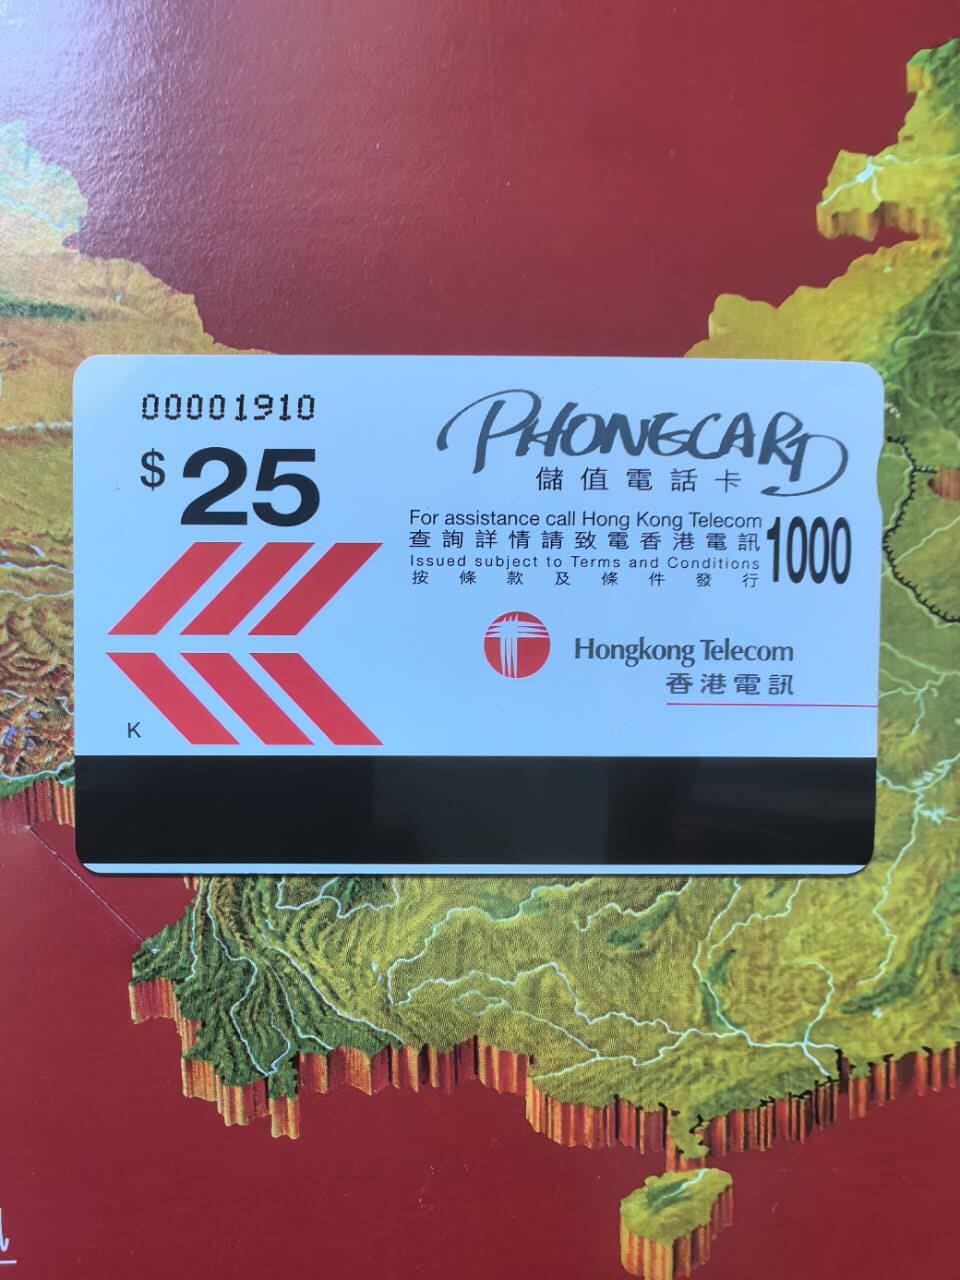 00001910
$25
PHONECARD
儲值電話卡
For assistance call Hong Kong Telecom
查詢詳情請致電香港電訊
Issued subject to Terms and Conditions
按條款及條件發行
1000
Hongkong Telecom
香港電訊
K